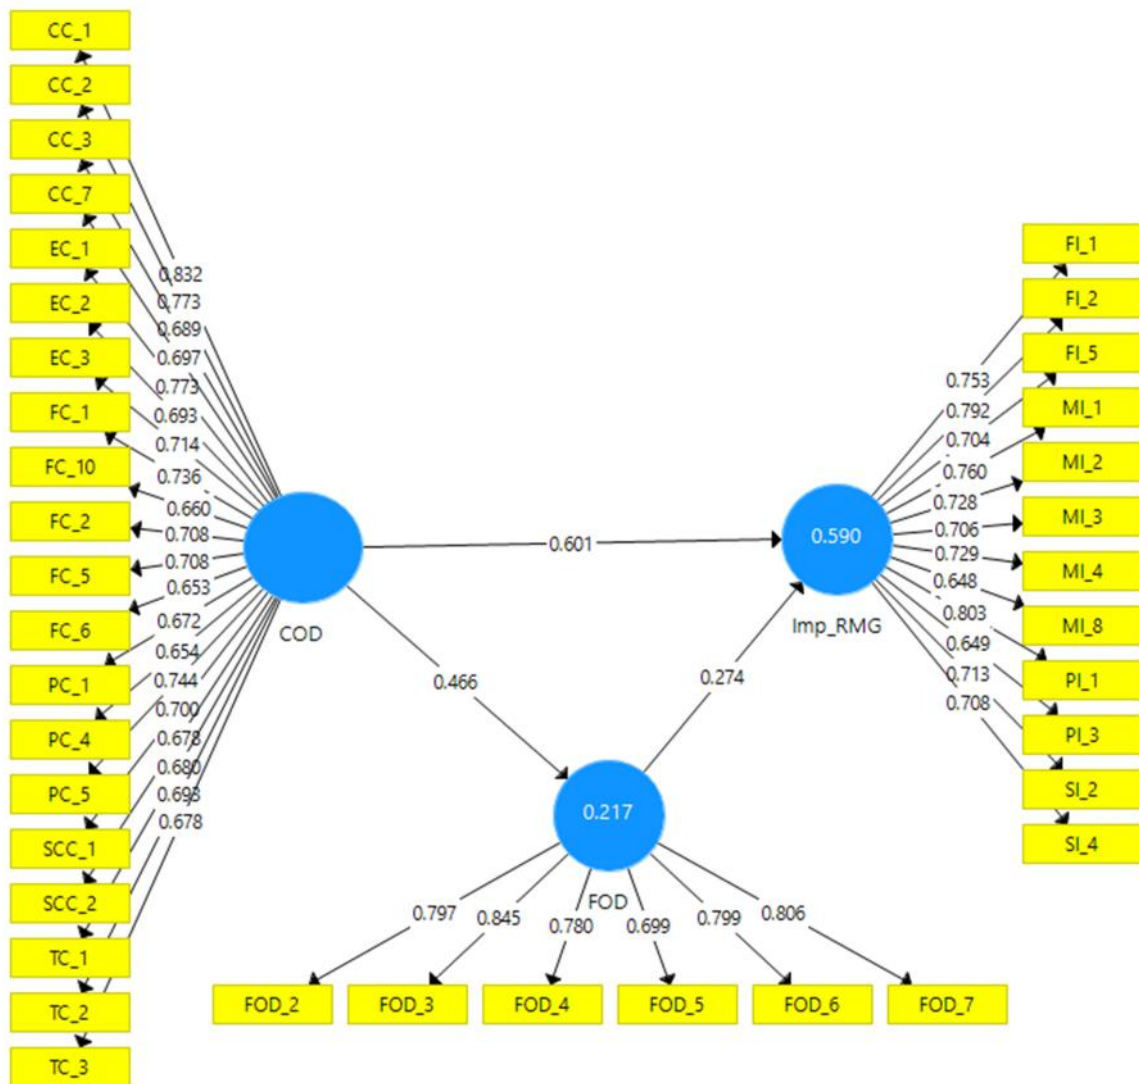 CC_1
CC_2
CC_3
CC_7
EC_1
EC_2
EC_3
FC_1
FC_10
FC_2
FC_5
FC_6
PC_1
PC_4
PC_5
SCC_1
SCC_2
TC_1
TC_2
TC_3
0.832
0.773
0.689
0.697
0.773
0.693
0.714
0.736
0.660
0.708
0.708
0.653
0.672
0.654
0.744
0.700
0.678
0.680
0.693
0.678
COD
0.601
0.466
0.274
0.590
Imp_RMG
0.217
FOD
0.753
0.792
0.704
0.760
0.728
0.706
0.729
0.648
0.803
0.649
0.713
0.708
FI_1
FI_2
FI_5
MI_1
MI_2
MI_3
MI_4
MI_8
PI_1
PI_3
SI_2
SI_4
0.797
0.845
0.780
0.699
0.799
0.806
FOD_2
FOD_3
FOD_4
FOD_5
FOD_6
FOD_7